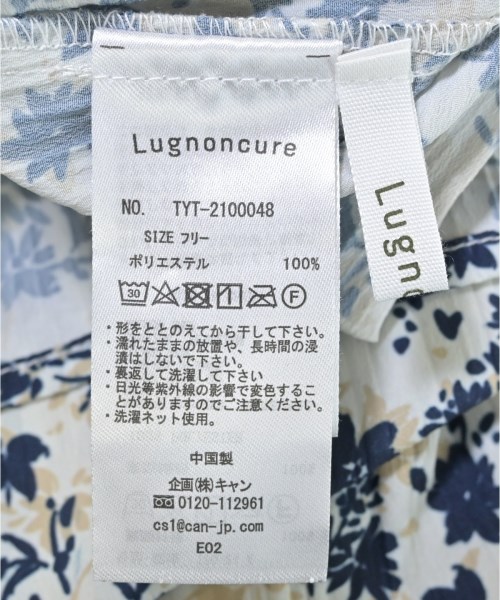 Lugnoncure
NO. TYT-2100048
SIZE フリー
ポリエステル 100%
30 F
・形をととのえてから干して下さい。
・濡れたままの放置や、長時間の浸
漬はしないで下さい。
・裏返して洗濯して下さい
・日光等紫外線の影響で変色するこ
とがありますのでご注意ください。
・洗濯ネット使用。
中国製
企画(株)キャン
0120-112961
cs1@can-jp.com
E02
Lugno